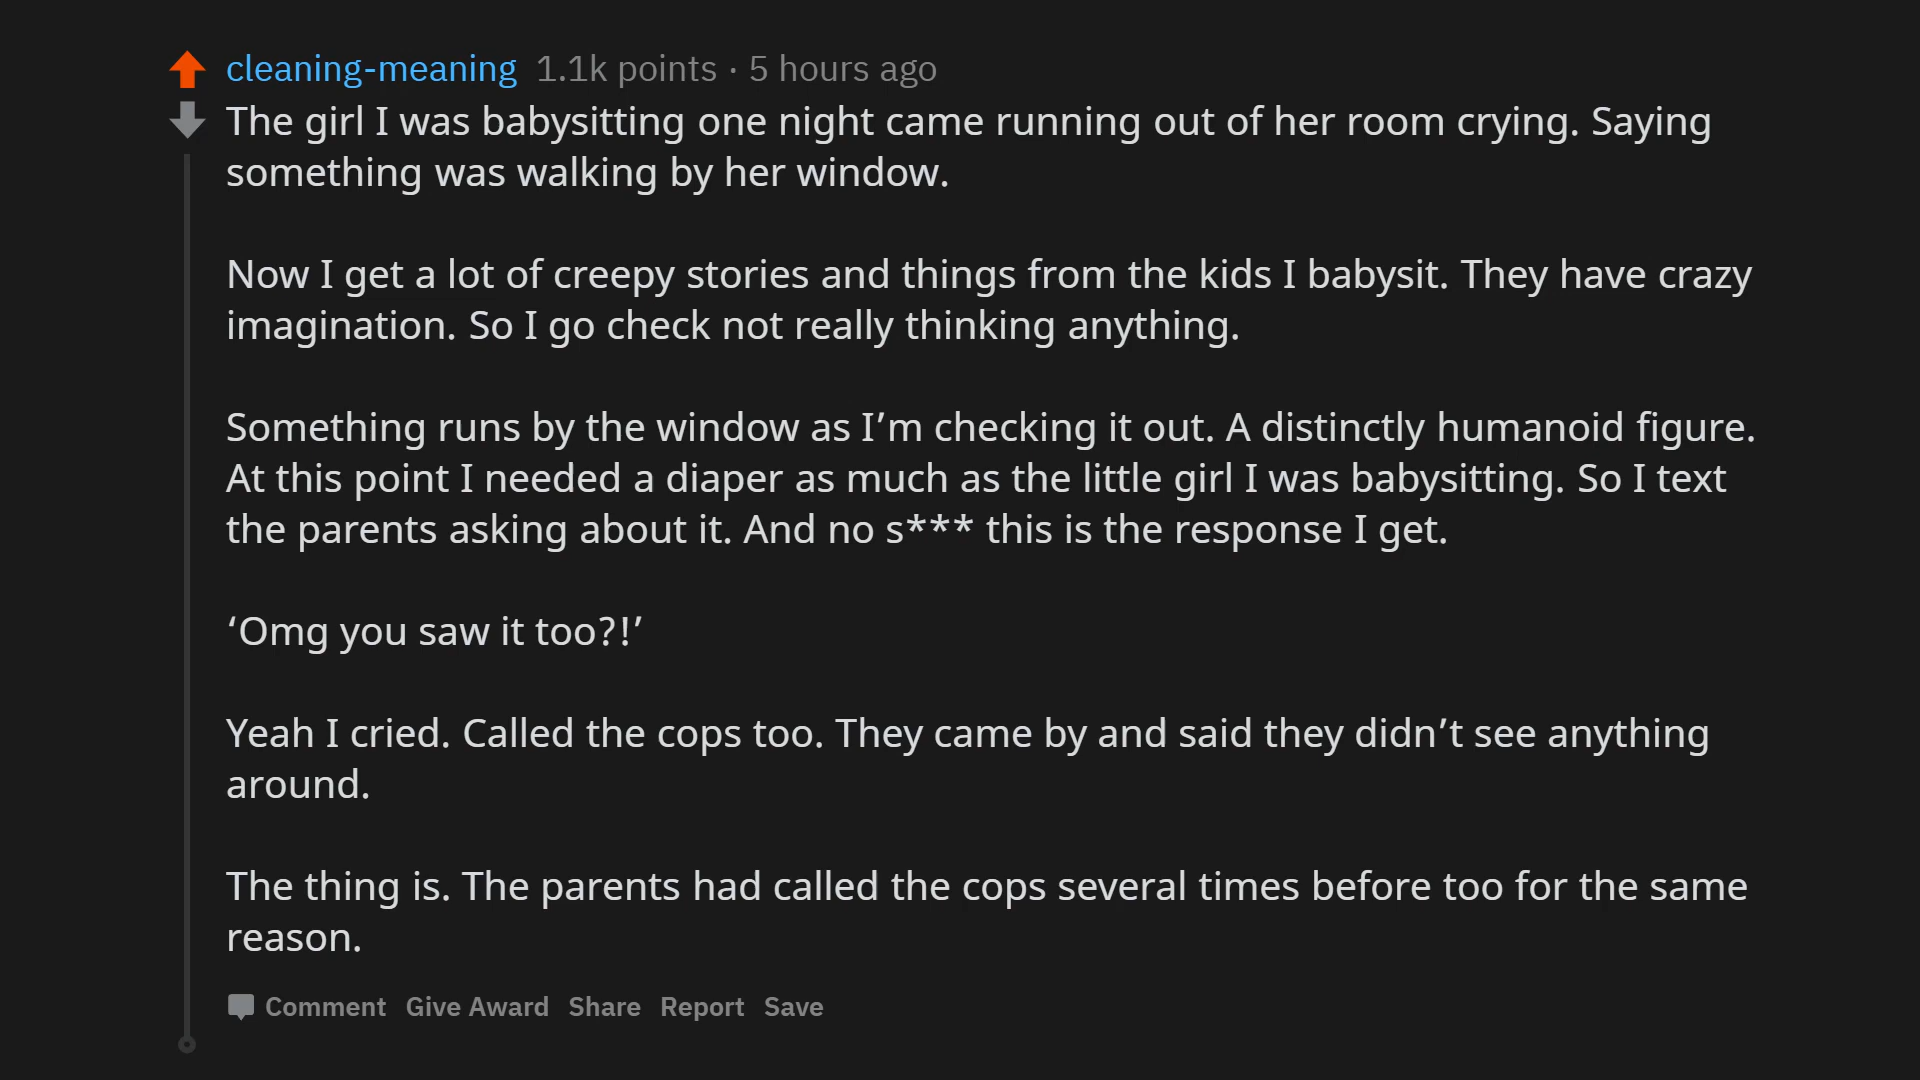 cleaning-meaning 1.1k points · 5 hours ago
The girl I was babysitting one night came running out of her room crying. Saying
something was walking by her window.
Now I get a lot of creepy stories and things from the kids I babysit. They have crazy
imagination. So I go check not really thinking anything.
Something runs by the window as I’m checking it out. A distinctly humanoid figure.
At this point I needed a diaper as much as the little girl I was babysitting. So I text
the parents asking about it. And no s*** this is the response I get.
‘Omg you saw it too?!’
Yeah I cried. Called the cops too. They came by and said they didn’t see anything
around.
The thing is. The parents had called the cops several times before too for the same
reason.
Comment Give Award Share Report Save